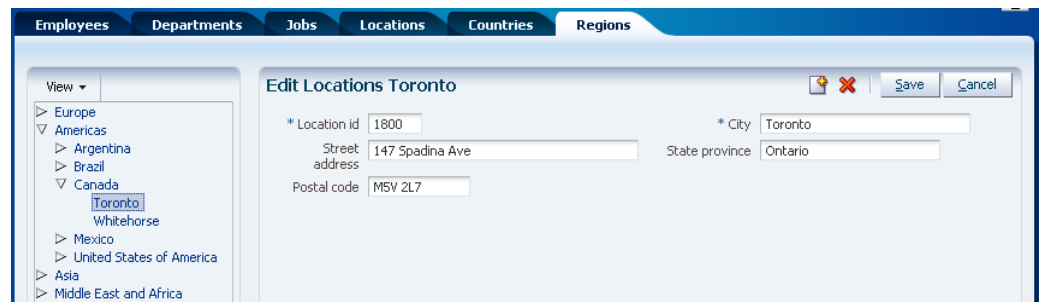 Employees Departments Jobs Locations Countries Regions
View
Europe
Americas
Argentina
Brazil
Canada
Toronto
Whitehorse
Mexico
United States of America
Asia
Middle East and Africa
Edit Locations Toronto
Save Cancel
* Location id 1800
* City Toronto
Street
address 147 Spadina Ave
State province Ontario
Postal code M5V 2L7